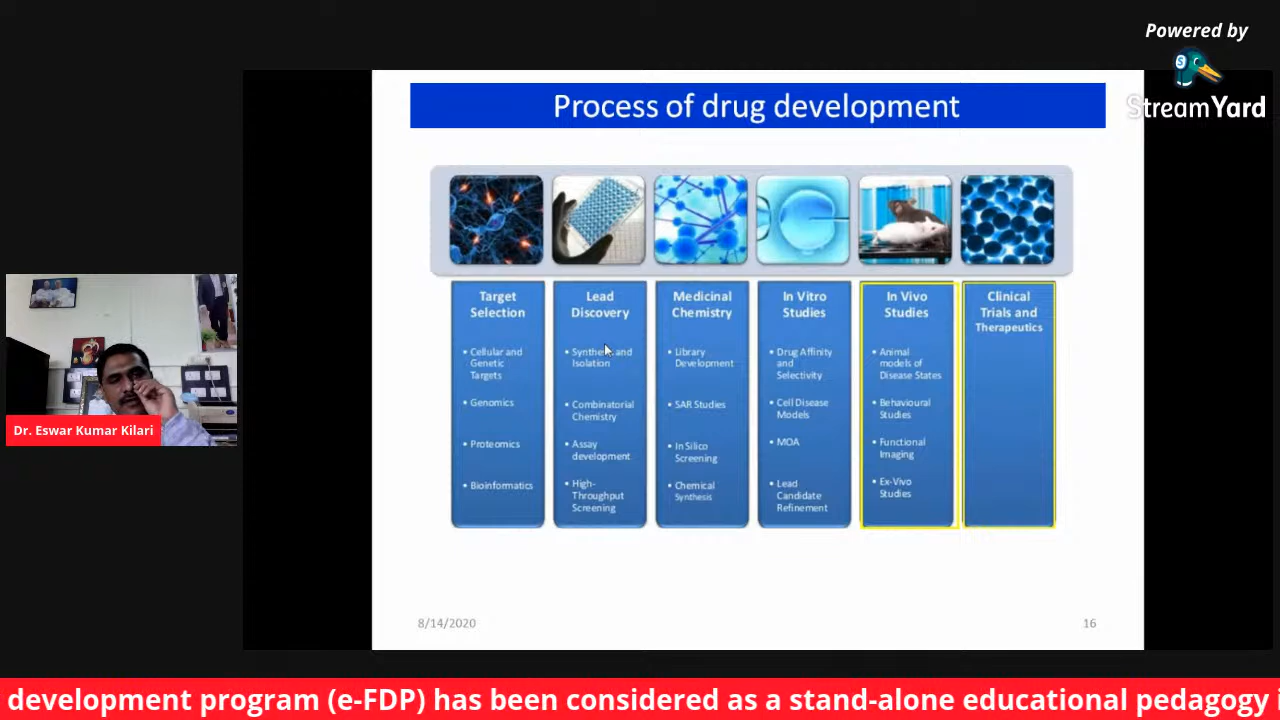 Powered by
StreamYard
Process of drug development
Target
Selection
• Cellular and
Genetic
Targets
• Genomics
• Proteomics
• Bioinformatics
Lead
Discovery
• Synthesis and
Isolation
• Combinatorial
Chemistry
• Assay
development
• High-
Throughput
Screening
Medicinal
Chemistry
• Library
Development
• SAR Studies
• In Silico
Screening
• Chemical
Synthesis
In Vitro
Studies
• Drug Affinity
and
Selectivity
• Cell Disease
Models
• MOA
• Lead
Candidate
Refinement
In Vivo
Studies
• Animal
models of
Disease States
• Behavioural
Studies
• Functional
Imaging
• Ex-Vivo
Studies
Clinical
Trials and
Therapeutics
8/14/2020
16
Dr. Eswar Kumar Kilari
development program (e-FDP) has been considered as a stand-alone educational pedagogy